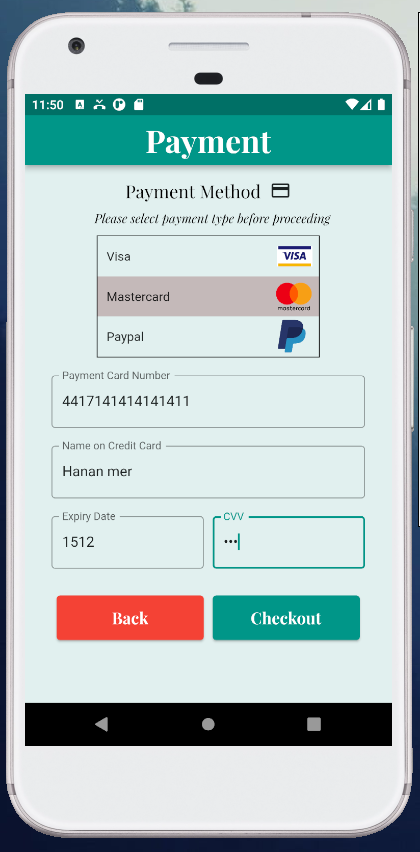 11:50
Payment
Payment Method
Please select payment type before proceeding
Visa VISA
Mastercard mastercard
Paypal
Payment Card Number
4417141414141411
Name on Credit Card
Hanan mer
Expiry Date CVV
1512 •••
Back Checkout